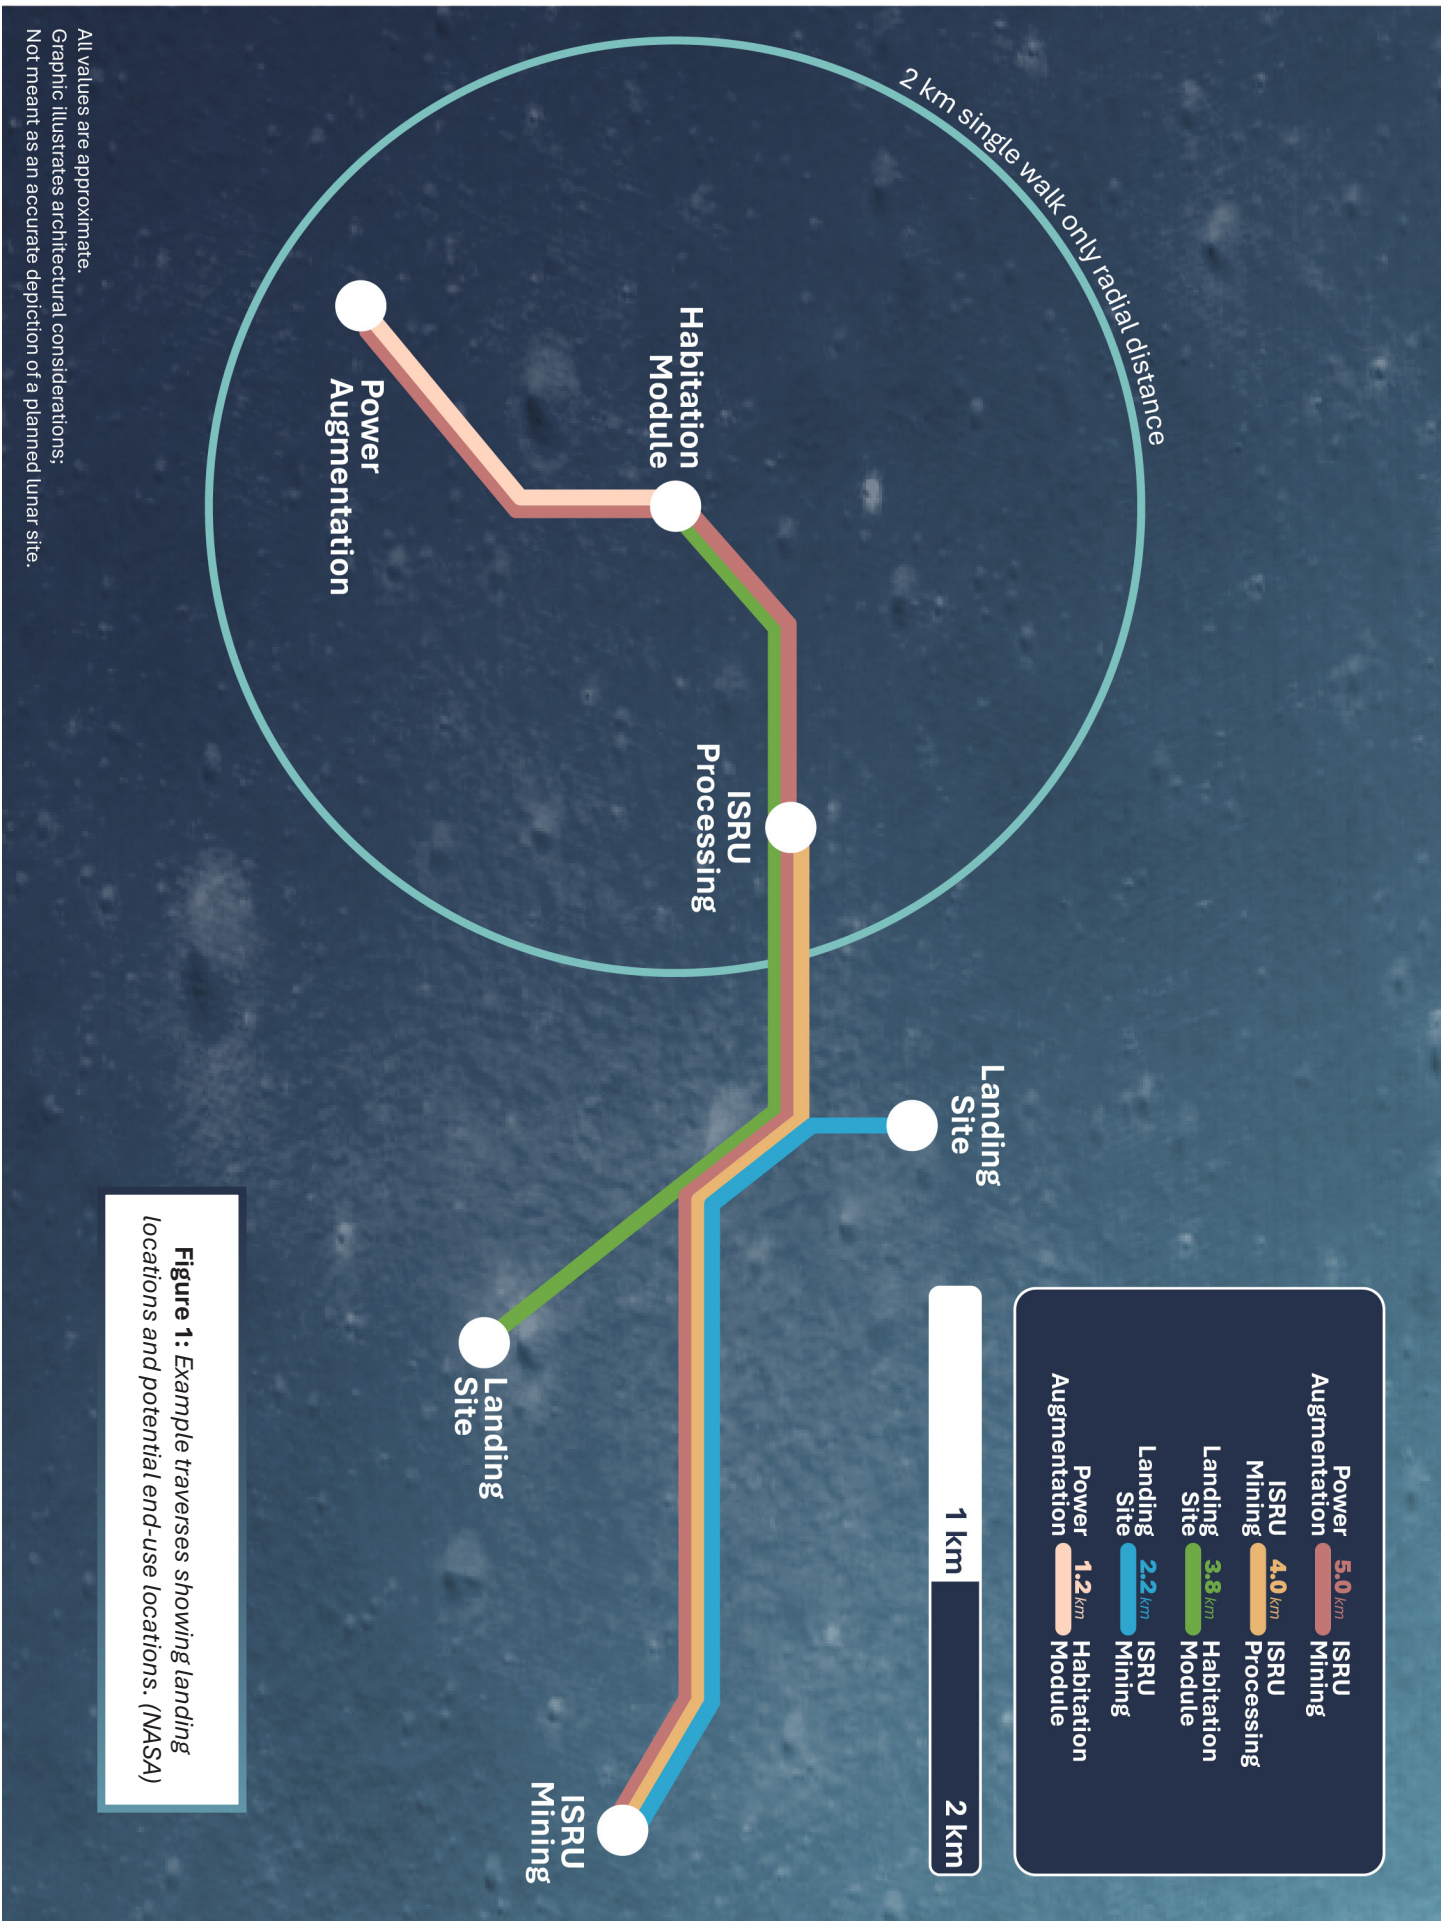 2 km single walk only radial distance
Habitation
Module
Power
Augmentation
ISRU
Processing
Landing
Site
Landing
Site
ISRU
Mining
Power
Augmentation
5.0 km
ISRU
Mining
ISRU
Mining
4.0 km
ISRU
Processing
Landing
Site
3.8 km
Habitation
Module
Landing
Site
2.2 km
ISRU
Mining
Power
Augmentation
1.2 km
Habitation
Module
1 km
2 km
All values are approximate.
Graphic illustrates architectural considerations;
Not meant as an accurate depiction of a planned lunar site.
Figure 1: Example traverses showing landing
locations and potential end-use locations. (NASA)